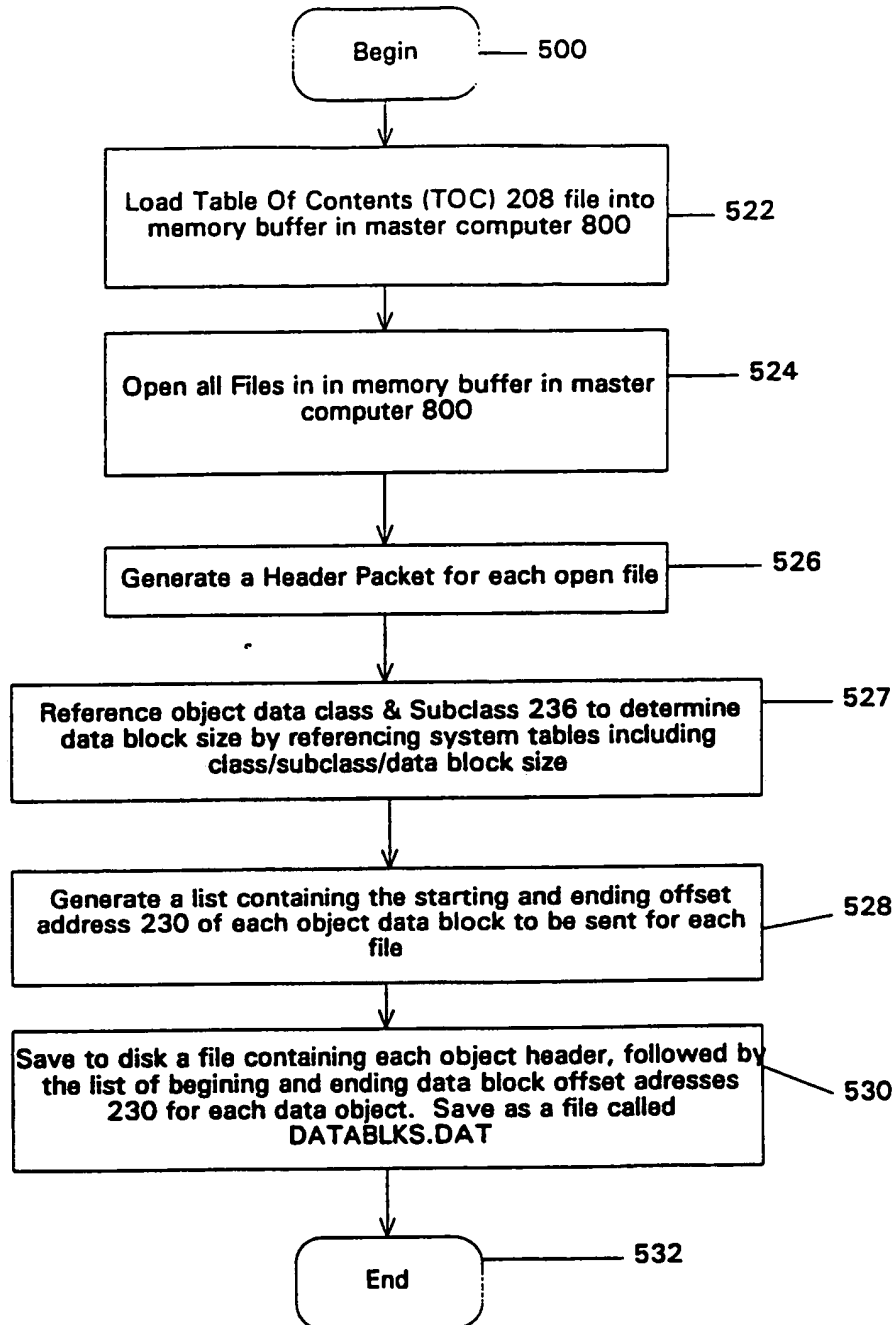 Begin
500
Load Table Of Contents (TOC) 208 file into
memory buffer in master computer 800
522
Open all Files in in memory buffer in master
computer 800
524
Generate a Header Packet for each open file
526
Reference object data class & Subclass 236 to determine
data block size by referencing system tables including
class/subclass/data block size
527
Generate a list containing the starting and ending offset
address 230 of each object data block to be sent for each
file
528
Save to disk a file containing each object header, followed by
the list of begining and ending data block offset adresses
230 for each data object. Save as a file called
DATABLKS.DAT
530
End
532